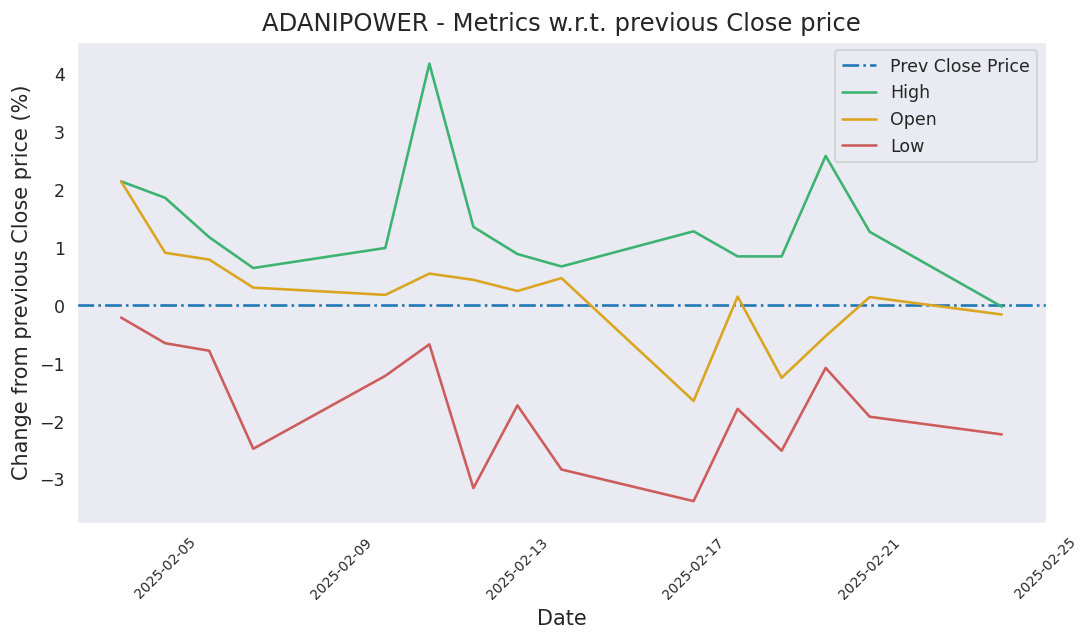 ADANIPOWER - Metrics w.r.t. previous Close price
Change from previous Close price (%)
4
3
2
1
0
−1
−2
−3
Prev Close Price
High
Open
Low
2025-02-05
2025-02-09
2025-02-13
2025-02-17
2025-02-21
2025-02-25
Date